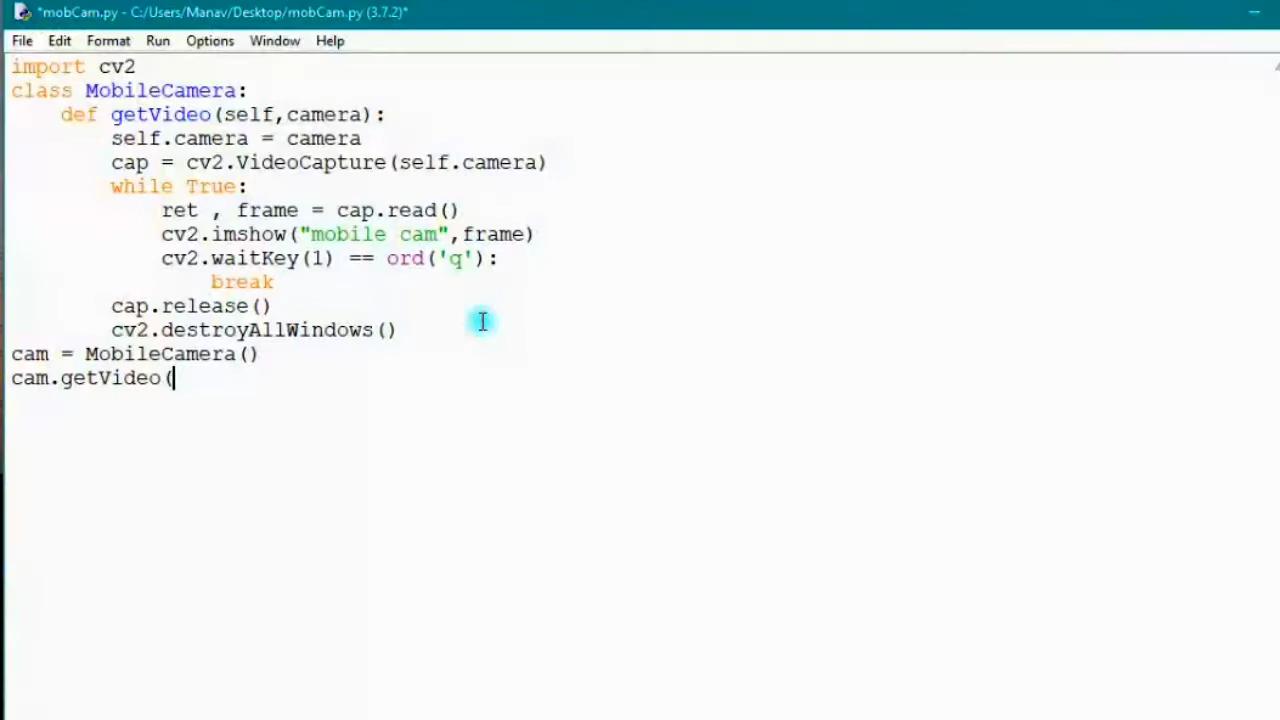 *mobCam.py - C:/Users/Manav/Desktop/mobCam.py (3.7.2)*
File Edit Format Run Options Window Help
import cv2
class MobileCamera:
    def getVideo(self,camera):
        self.camera = camera
        cap = cv2.VideoCapture(self.camera)
        while True:
            ret , frame = cap.read()
            cv2.imshow("mobile cam",frame)
            cv2.waitKey(1) == ord('q'):
                break
        cap.release()
        cv2.destroyAllWindows()
cam = MobileCamera()
cam.getVideo(